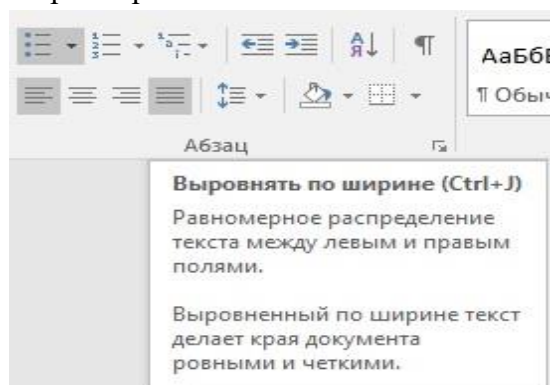 АаБбВ
¶ Обыч
Абзац
Выровнять по ширине (Ctrl+J)
Равномерное распределение
текста между левым и правым
полями.
Выровненный по ширине текст
делает края документа
ровными и четкими.